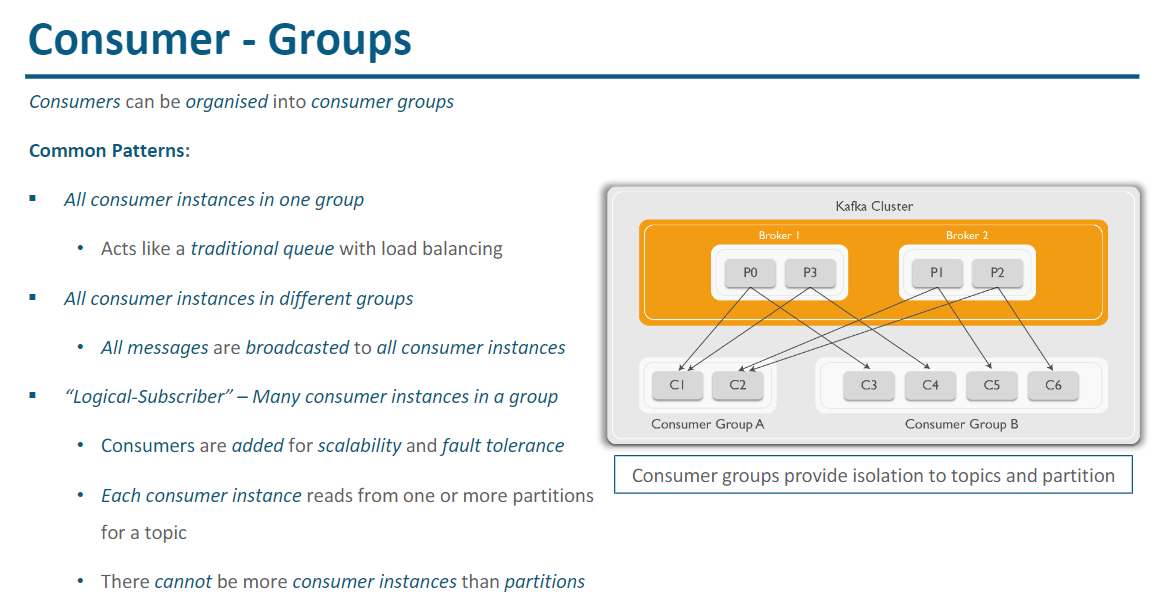 Consumer - Groups
Consumers can be organised into consumer groups
Common Patterns:
▪ All consumer instances in one group
• Acts like a traditional queue with load balancing
▪ All consumer instances in different groups
• All messages are broadcasted to all consumer instances
▪ “Logical-Subscriber” – Many consumer instances in a group
• Consumers are added for scalability and fault tolerance
• Each consumer instance reads from one or more partitions
for a topic
• There cannot be more consumer instances than partitions
Kafka Cluster
Broker 1 Broker 2
P0 P3 P1 P2
C1 C2 C3 C4 C5 C6
Consumer Group A Consumer Group B
Consumer groups provide isolation to topics and partition